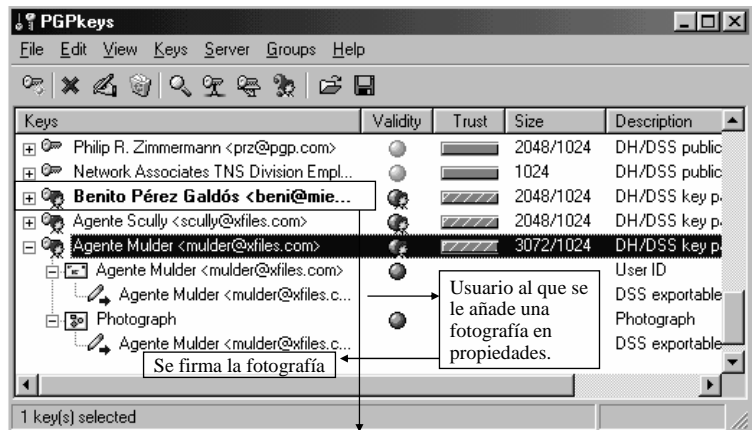 PGPkeys
File Edit View Keys Server Groups Help
Keys Validity Trust Size Description
Philip R. Zimmermann <prz@pgp.com> 2048/1024 DH/DSS public
Network Associates TNS Division Empl... 1024 DH/DSS public
Benito Pérez Galdós <beni@mie... 2048/1024 DH/DSS key p
Agente Scully <scully@xfiles.com> 2048/1024 DH/DSS key p
Agente Mulder <mulder@xfiles.com> 3072/1024 DH/DSS key p
Agente Mulder <mulder@xfiles.com> User ID
Agente Mulder <mulder@xfiles.c... DSS exportable
Photograph Photograph
Agente Mulder <mulder@xfiles.c... DSS exportable
Usuario al que se
le añade una
fotografía en
propiedades.
Se firma la fotografía
1 key(s) selected